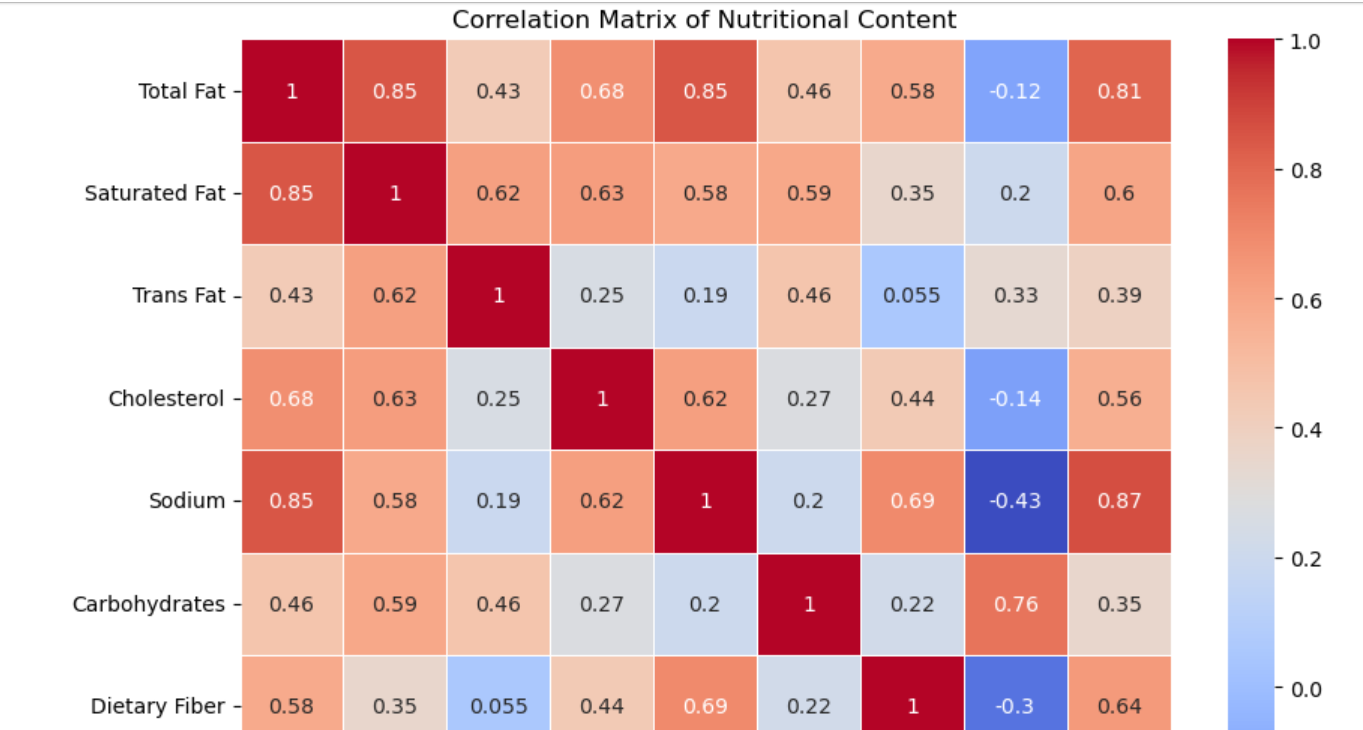 Correlation Matrix of Nutritional Content
Total Fat 1 0.85 0.43 0.68 0.85 0.46 0.58 -0.12 0.81 1.0
Saturated Fat 0.85 1 0.62 0.63 0.58 0.59 0.35 0.2 0.6 0.8
Trans Fat 0.43 0.62 1 0.25 0.19 0.46 0.055 0.33 0.39 0.6
Cholesterol 0.68 0.63 0.25 1 0.62 0.27 0.44 -0.14 0.56 0.4
Sodium 0.85 0.58 0.19 0.62 1 0.2 0.69 -0.43 0.87 0.2
Carbohydrates 0.46 0.59 0.46 0.27 0.2 1 0.22 0.76 0.35
Dietary Fiber 0.58 0.35 0.055 0.44 0.69 0.22 1 -0.3 0.64 0.0